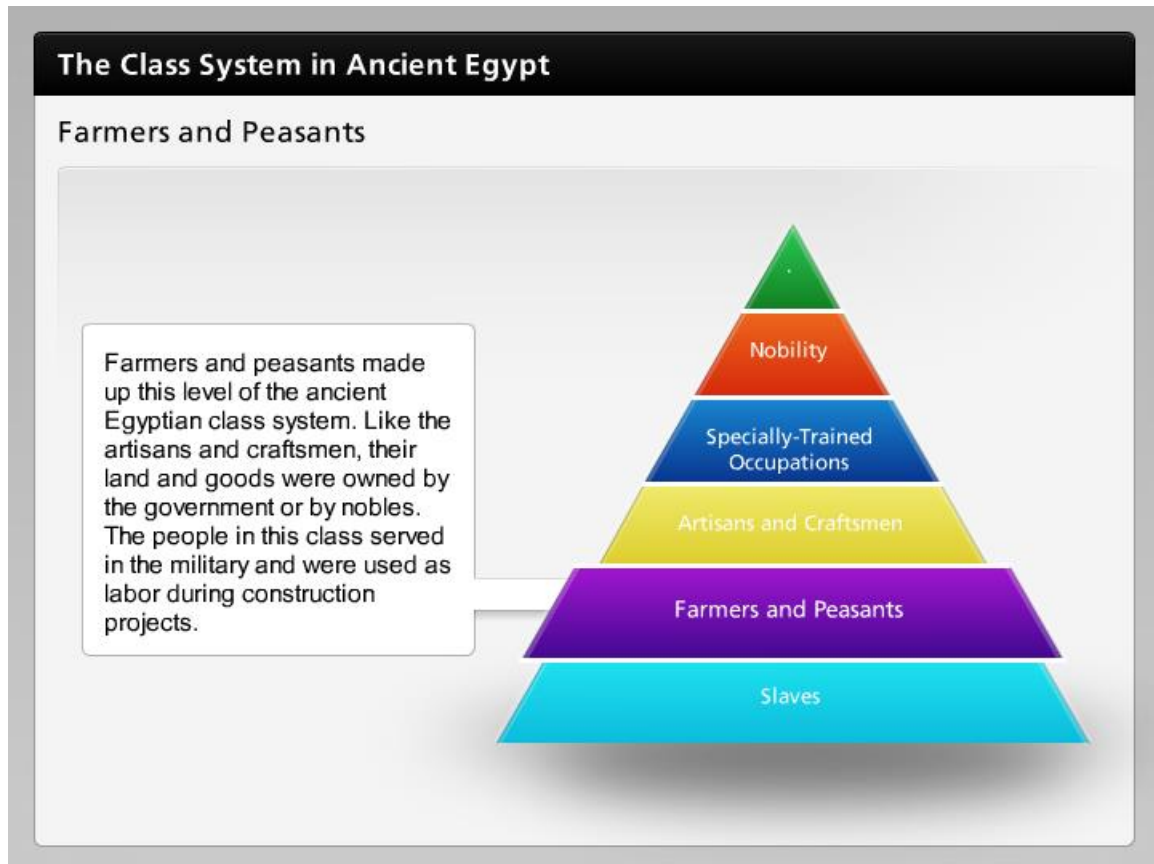 The Class System in Ancient Egypt
Farmers and Peasants
Farmers and peasants made
up this level of the ancient
Egyptian class system. Like the
artisans and craftsmen, their
land and goods were owned by
the government or by nobles.
The people in this class served
in the military and were used as
labor during construction
projects.
.
Nobility
Specially-Trained
Occupations
Artisans and Craftsmen
Farmers and Peasants
Slaves